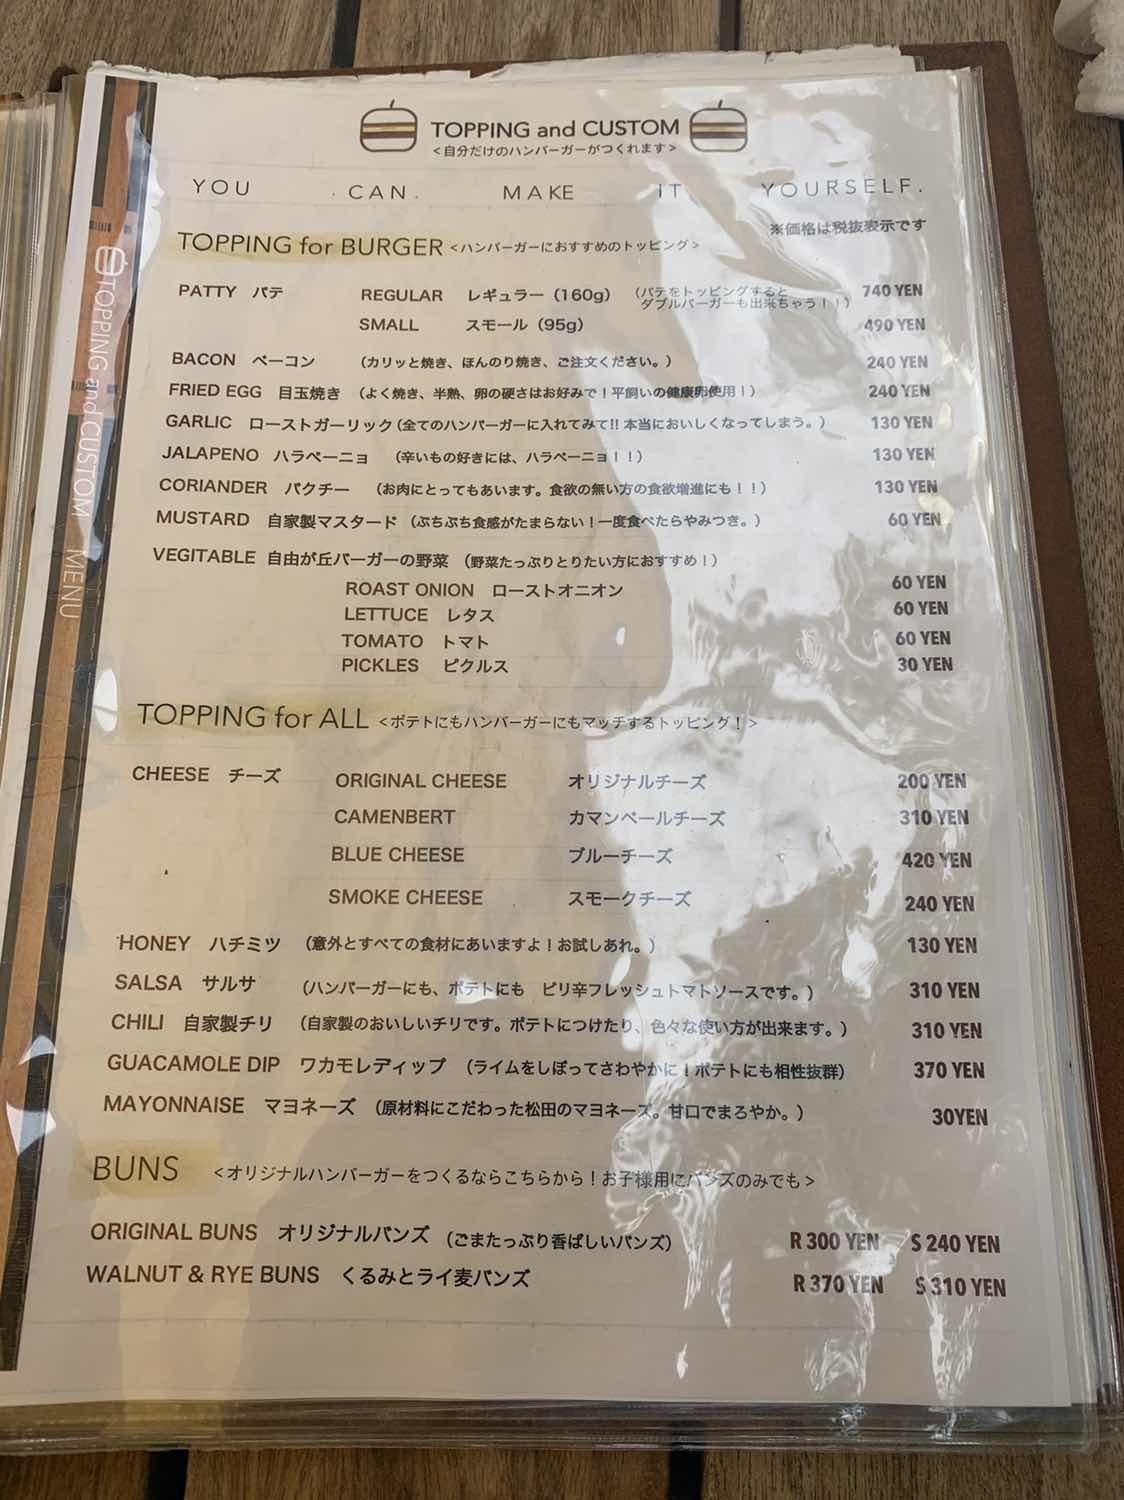 TOPPING and CUSTOM
<自分だけのハンバーガーがつくれます>
YOU CAN. MAKE IT YOURSELF.
※価格は税抜表示です
TOPPING for BURGER <ハンバーガーにおすすめのトッピング>
PATTY パテ REGULAR レギュラー（160g） （パテをトッピングすると 740 YEN
ダブルバーガーも出来ちゃう！！）
SMALL スモール（95g） 490 YEN
BACON ベーコン （カリッと焼き、ほんのり焼き、ご注文ください。） 240 YEN
FRIED EGG 目玉焼き （よく焼き、半熟、卵の硬さはお好みで！平飼いの健康卵使用！） 240 YEN
GARLIC ローストガーリック（全てのハンバーガーに入れてみて!! 本当においしくなってしまう。） 130 YEN
JALAPENO ハラペーニョ （辛いもの好きには、ハラペーニョ！！） 130 YEN
CORIANDER パクチー （お肉にとってもあいます。食欲の無い方の食欲増進にも！！） 130 YEN
MUSTARD 自家製マスタード（ぷちぷち食感がたまらない！一度食べたらやみつき。） 60 YEN
VEGITABLE 自由が丘バーガーの野菜 （野菜たっぷりとりたい方におすすめ！）
ROAST ONION ローストオニオン 60 YEN
LETTUCE レタス 60 YEN
TOMATO トマト 60 YEN
PICKLES ピクルス 30 YEN
TOPPING for ALL <ポテトにもハンバーガーにもマッチするトッピング！>
CHEESE チーズ ORIGINAL CHEESE オリジナルチーズ 200 YEN
CAMENBERT カマンベールチーズ 310 YEN
BLUE CHEESE ブルーチーズ 420 YEN
SMOKE CHEESE スモークチーズ 240 YEN
HONEY ハチミツ （意外とすべての食材にあいますよ！お試しあれ。） 130 YEN
SALSA サルサ （ハンバーガーにも、ポテトにも ピリ辛フレッシュトマトソースです。） 310 YEN
CHILI 自家製チリ （自家製のおいしいチリです。ポテトにつけたり、色々な使い方が出来ます。） 310 YEN
GUACAMOLE DIP ワカモレディップ （ライムをしぼってさわやかに！ポテトにも相性抜群） 370 YEN
MAYONNAISE マヨネーズ （原材料にこだわった松田のマヨネーズ。甘口でまろやか。） 30YEN
BUNS <オリジナルハンバーガーをつくるならこちらから！お子様用にバンズのみでも>
ORIGINAL BUNS オリジナルバンズ （ごまたっぷり香ばしいバンズ） R 300 YEN S 240 YEN
WALNUT & RYE BUNS くるみとライ麦バンズ R 370 YEN S 310 YEN
TOPPING and CUSTOM MENU